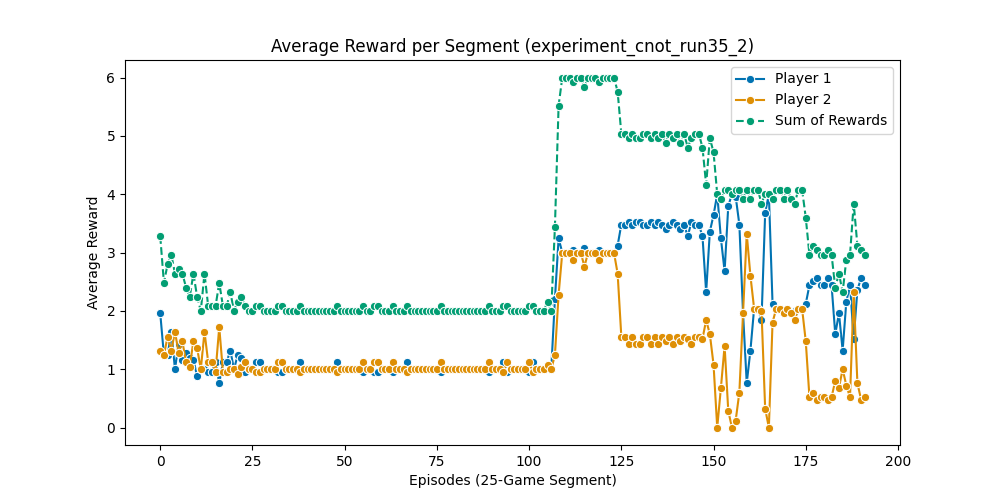 Average Reward per Segment (experiment_cnot_run35_2)
Player 1
Player 2
Sum of Rewards
Average Reward
6
5
4
3
2
1
0
0 25 50 75 100 125 150 175 200
Episodes (25-Game Segment)